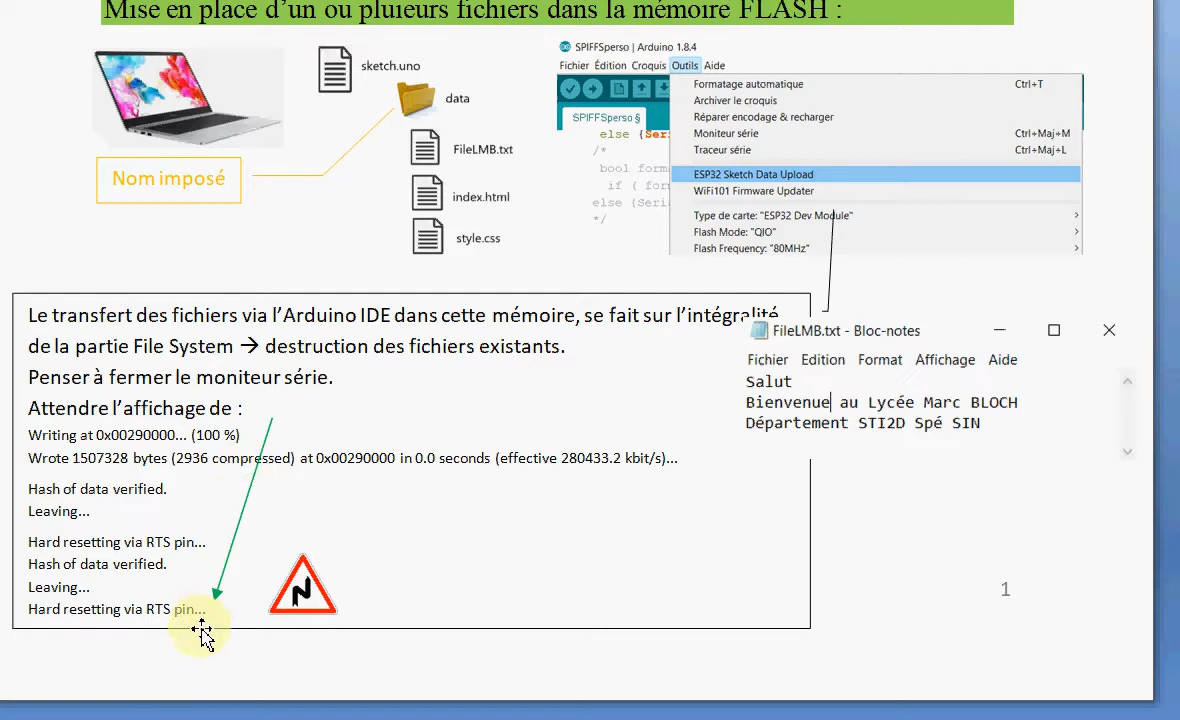 Mise en place d'un ou pluieurs fichiers dans la mémoire FLASH :
sketch.uno
data
Nom imposé
FileLMB.txt
index.html
style.css
SPIFFSperso | Arduino 1.8.4
Fichier Édition Croquis Outils Aide
SPIFFSperso §
else {Ser
/*
bool form
if ( for
else {Seri
*/
Formatage automatique Ctrl+T
Archiver le croquis
Réparer encodage & recharger
Moniteur série Ctrl+Maj+M
Traceur série Ctrl+Maj+L
ESP32 Sketch Data Upload
WiFi101 Firmware Updater
Type de carte: "ESP32 Dev Module"
Flash Mode: "QIO"
Flash Frequency: "80MHz"
Le transfert des fichiers via l'Arduino IDE dans cette mémoire, se fait sur l'intégralité
de la partie File System → destruction des fichiers existants.
Penser à fermer le moniteur série.
Attendre l'affichage de :
Writing at 0x00290000... (100 %)
Wrote 1507328 bytes (2936 compressed) at 0x00290000 in 0.0 seconds (effective 280433.2 kbit/s)...
Hash of data verified.
Leaving...
Hard resetting via RTS pin...
Hash of data verified.
Leaving...
Hard resetting via RTS pin...
FileLMB.txt - Bloc-notes
Fichier Edition Format Affichage Aide
Salut
Bienvenue au Lycée Marc BLOCH
Département STI2D Spé SIN
1